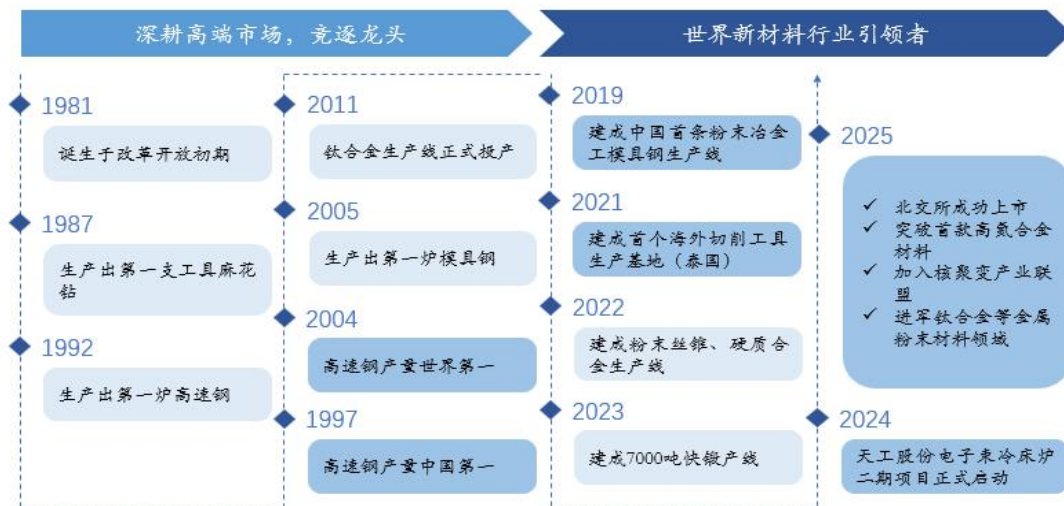 深耕高端市场，竞逐龙头
世界新材料行业引领者
1981
诞生于改革开放初期
1987
生产出第一支工具麻花
钻
1992
生产出第一炉高速钢
2011
钛合金生产线正式投产
2005
生产出第一炉模具钢
2004
高速钢产量世界第一
1997
高速钢产量中国第一
2019
建成中国首条粉末冶金
工模具钢生产线
2021
建成首个海外切削工具
生产基地（泰国）
2022
建成粉末丝锥、硬质合
金生产线
2023
建成7000吨快锻产线
2025
✓ 北交所成功上市
✓ 突破首款高氮合金
材料
✓ 加入核聚变产业联
盟
✓ 进军钛合金等金属
粉末材料领域
2024
天工股份电子束冷床炉
二期项目正式启动